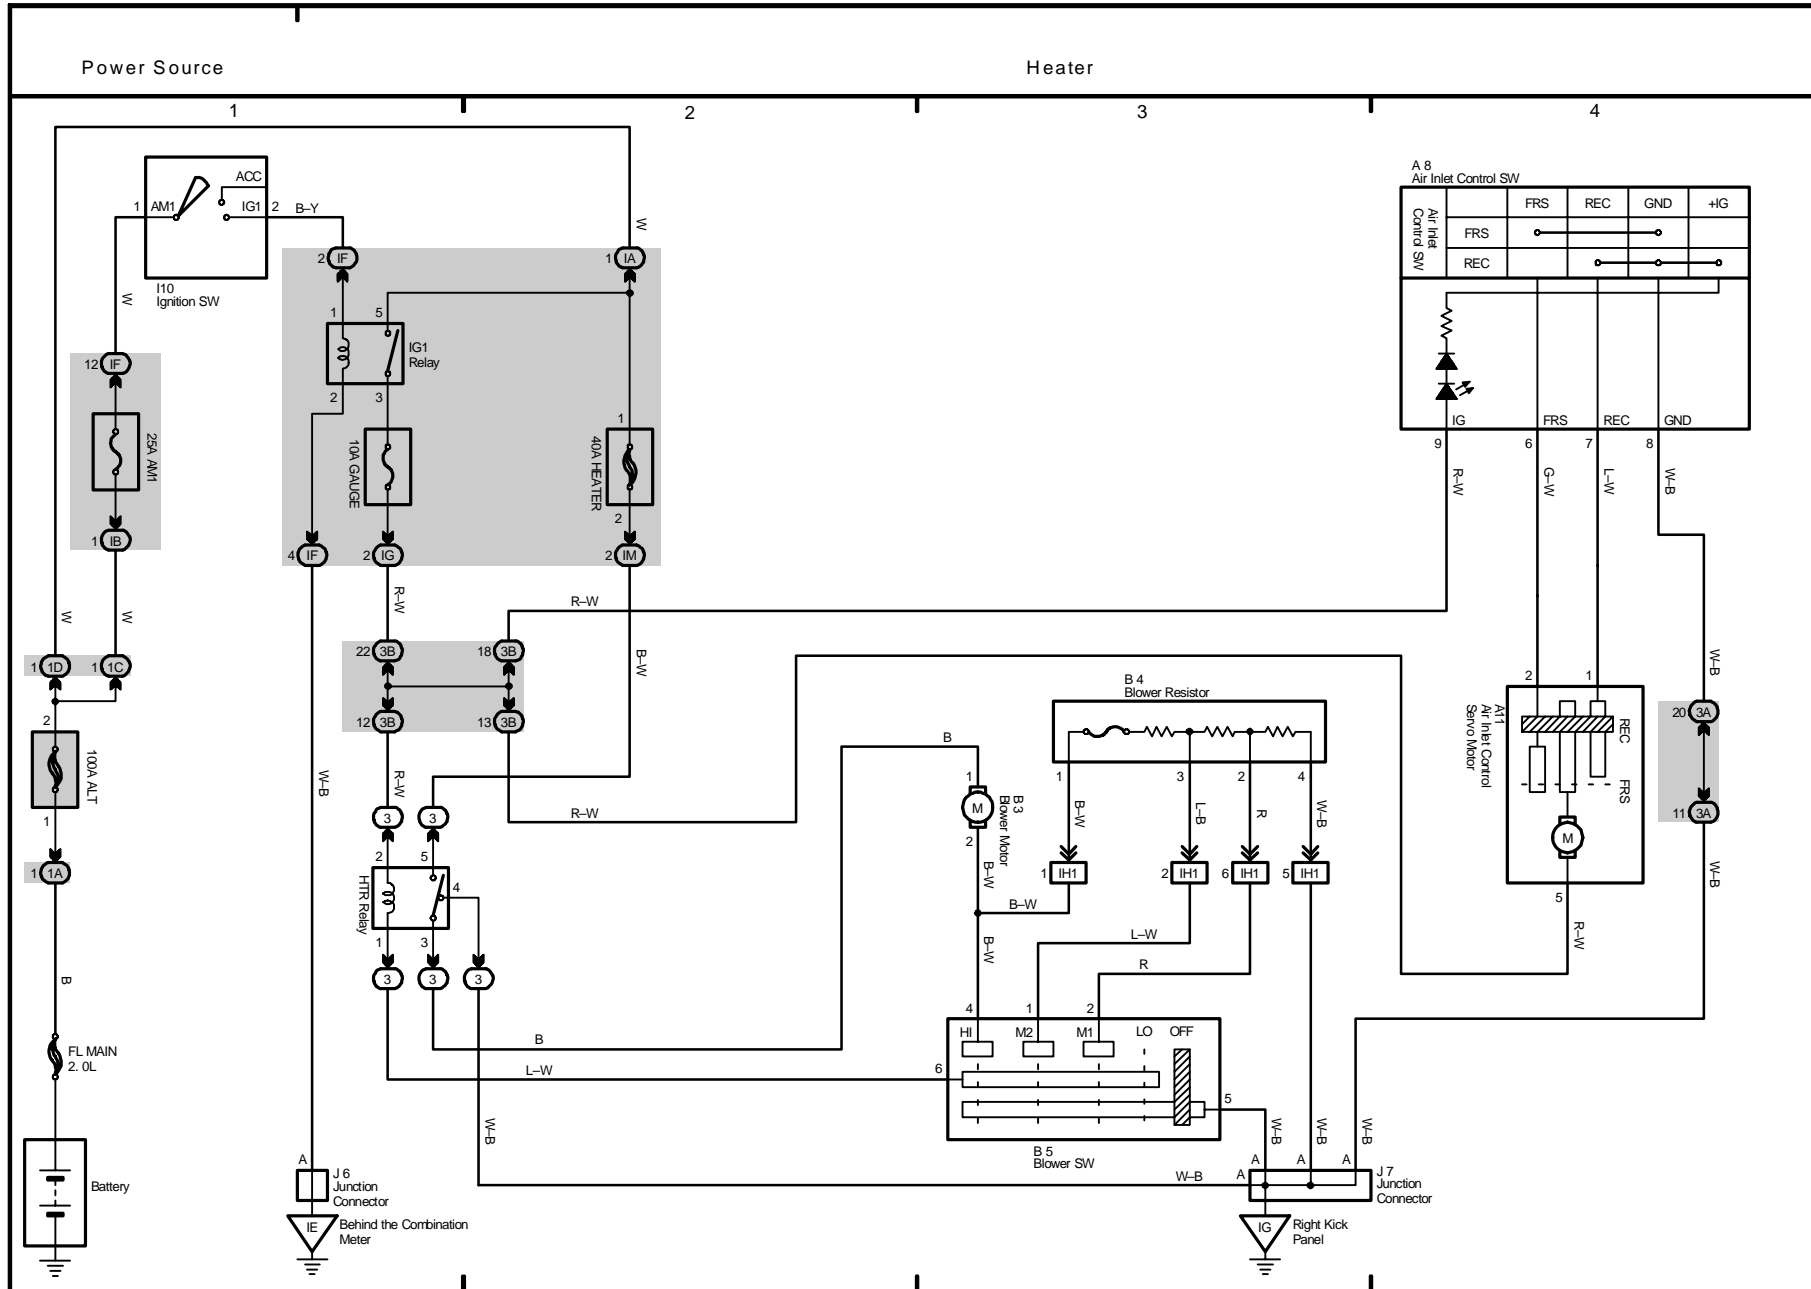 Power Source
Heater
1
2
3
4
A 8
Air Inlet Control SW
ACC
1
AM1
IG1
2
B–Y
I10
Ignition SW
W
W
FRS
REC
GND
+IG
Air Inlet
Control SW
FRS
REC
2
IF
1
IA
1
5
IG1
Relay
2
3
12
IF
25A AM1
10A GAUGE
1
40A HEATER
2
IG
FRS
REC
GND
9
6
7
8
R–W
G–W
L–W
W–B
1
IB
4
IF
2
IG
2
IM
W
W
R–W
R–W
1
1D
1
1C
22
3B
18
3B
B–W
W–B
2
100A ALT
1
12
3B
13
3B
B 4
Blower Resistor
2
1
A11
Air Inlet Control
Servo Motor
REC
FRS
M
5
20
3A
11
3A
B
1
3
2
4
W–B
R–W
R–W
1
M
2
B 3
Blower Motor
B–W
L–B
R
W–B
3
3
1
1A
2
5
4
HTR Relay
1
3
B–W
1
IH1
2
IH1
6
IH1
5
IH1
B–W
W–B
R–W
B–W
L–W
R
3
3
3
B
4
1
2
HI
M2
M1
LO
OFF
FL MAIN
2. 0L
B
L–W
6
5
W–B
W–B
W–B
W–B
B 5
Blower SW
Battery
A
J 6
Junction
Connector
W–B
A
A
A
A
J 7
Junction
Connector
IE
Behind the Combination
Meter
IG
Right Kick
Panel